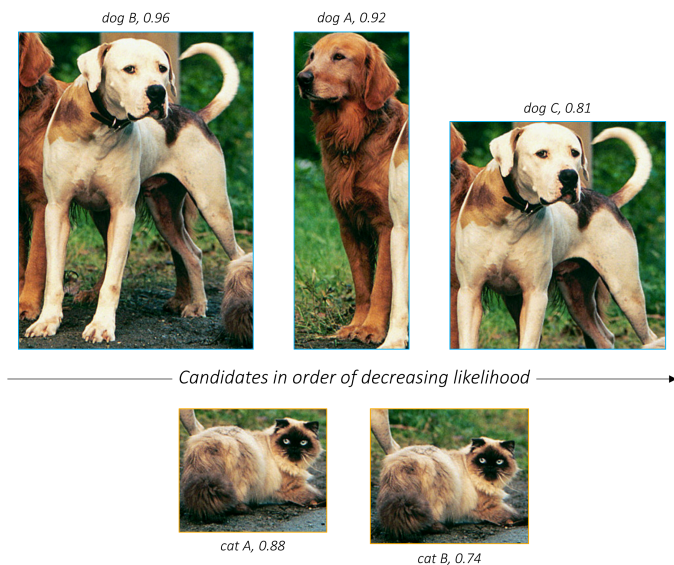 dog B, 0.96
dog A, 0.92
dog C, 0.81
Candidates in order of decreasing likelihood
cat A, 0.88
cat B, 0.74